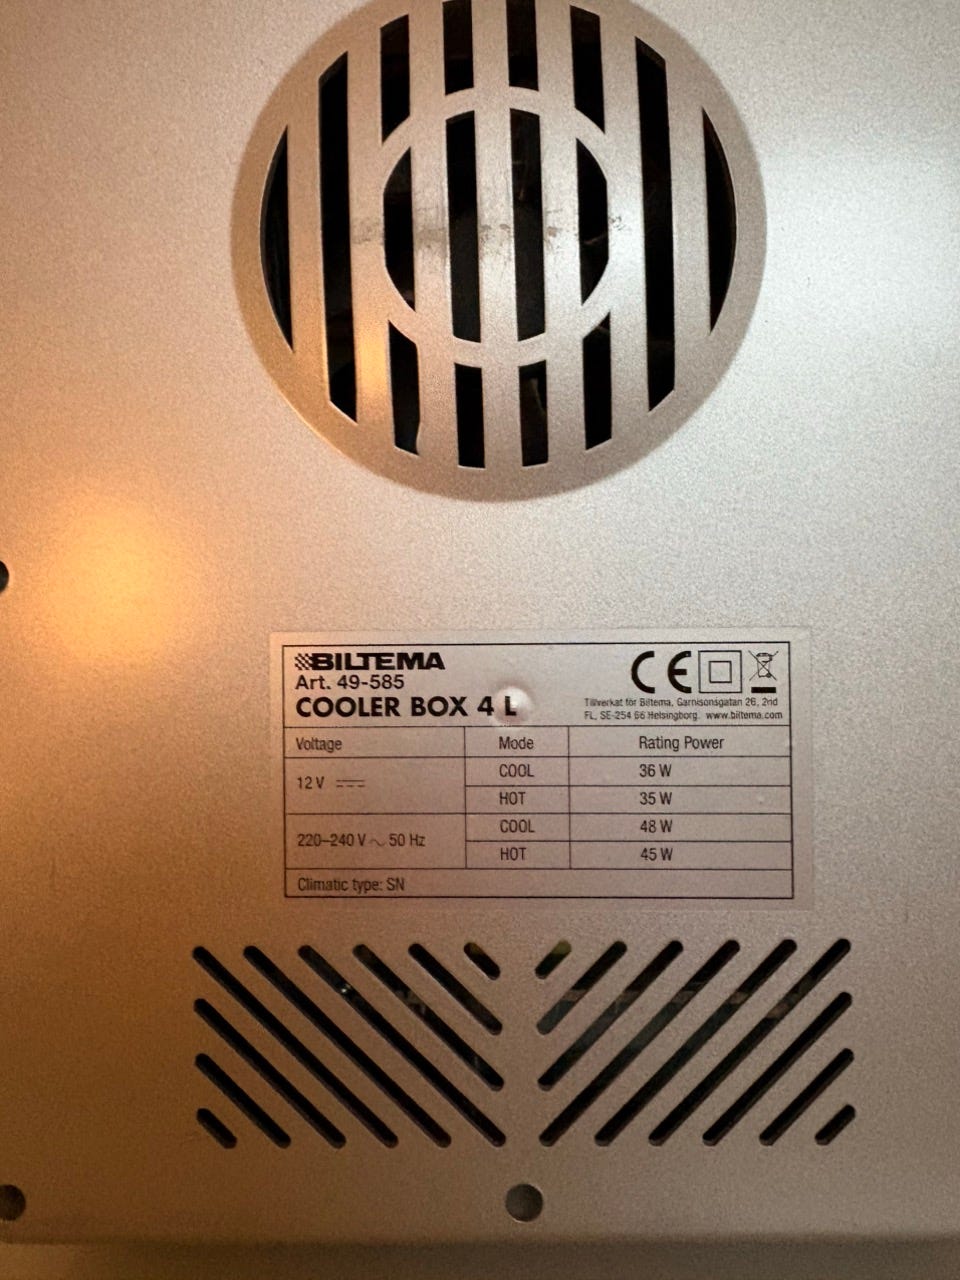 BILTEMA
Art. 49-585
COOLER BOX 4 L
CE
Tillverkat för Biltema, Garnisonsgatan 26, 2nd
FL, SE-254 66 Helsingborg. www.biltema.com
Voltage Mode Rating Power
12 V COOL 36 W
HOT 35 W
220–240 V ~ 50 Hz COOL 48 W
HOT 45 W
Climatic type: SN